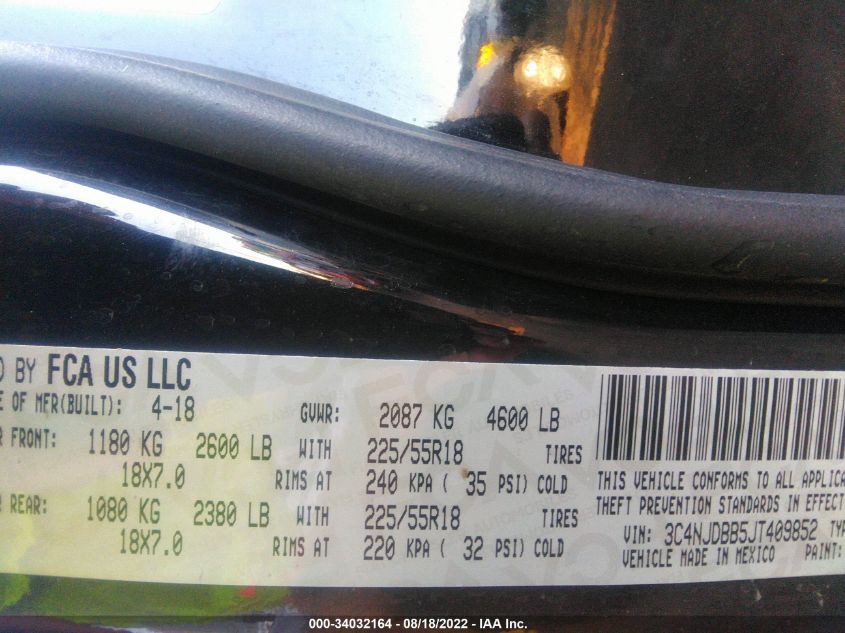 D BY FCA US LLC
E OF MFR(BUILT): 4-18 GVWR: 2087 KG 4600 LB
R FRONT: 1180 KG 2600 LB WITH 225/55R18 TIRES
18X7.0 RIMS AT 240 KPA ( 35 PSI) COLD
REAR: 1080 KG 2380 LB WITH 225/55R18 TIRES
18X7.0 RIMS AT 220 KPA ( 32 PSI) COLD
THIS VEHICLE CONFORMS TO ALL APPLICA
THEFT PREVENTION STANDARDS IN EFFECT
VIN: 3C4NJDBB5JT409852 TYP
VEHICLE MADE IN MEXICO PAINT:
000-34032164 - 08/18/2022 - IAA Inc.